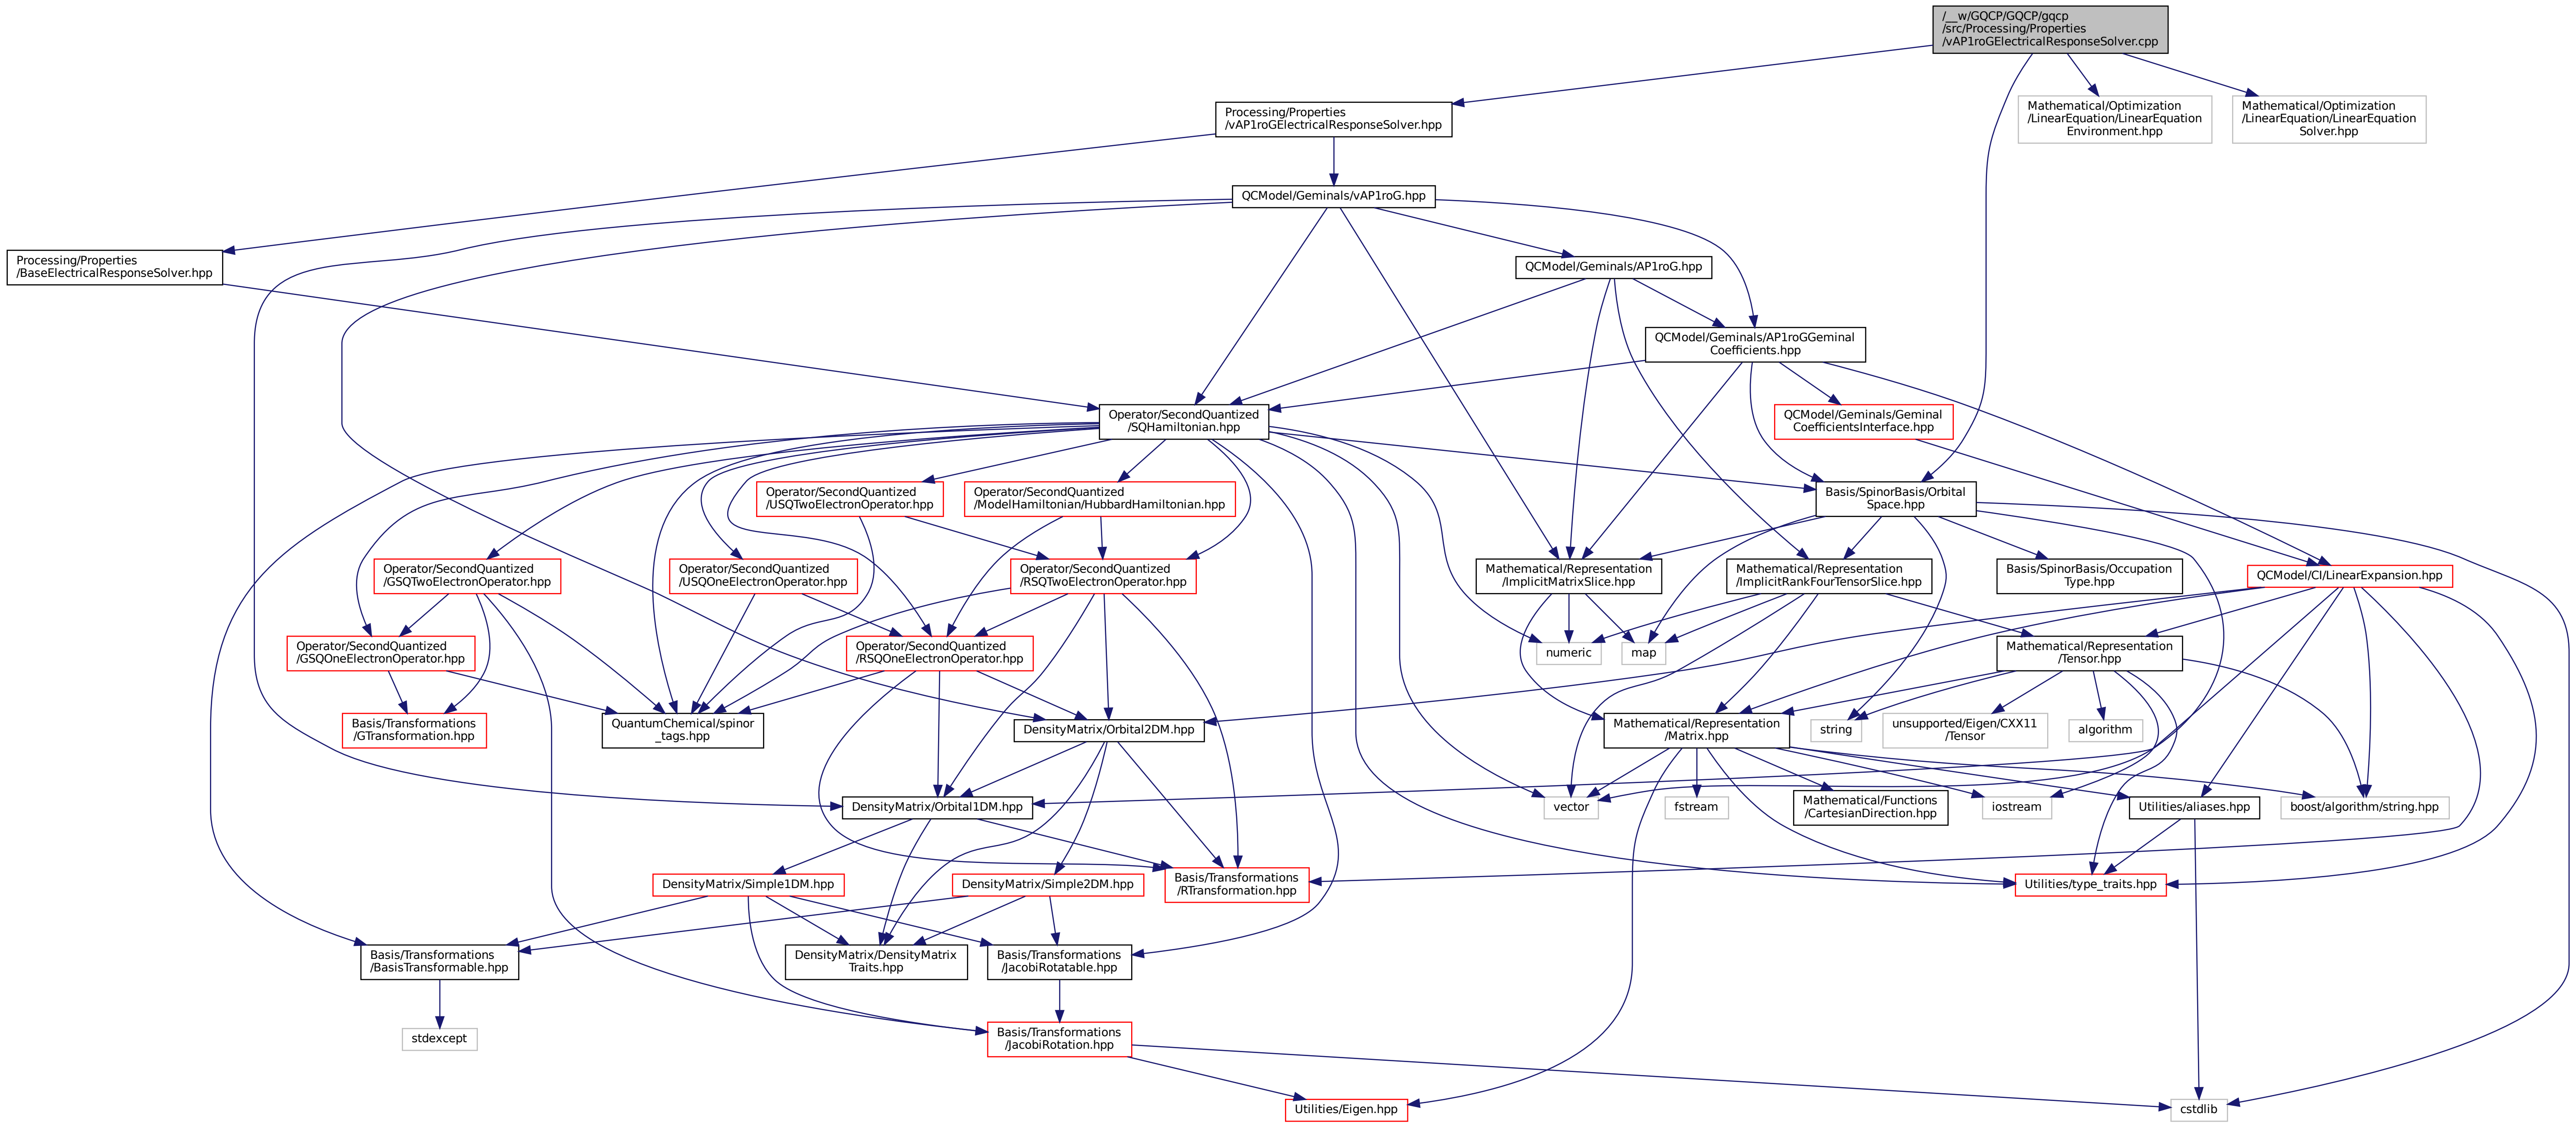 /__w/GQCP/GQCP/gqcp
/src/Processing/Properties
/vAP1roGElectricalResponseSolver.cpp
Processing/Properties
/vAP1roGElectricalResponseSolver.hpp
Mathematical/Optimization
/LinearEquation/LinearEquation
Environment.hpp
Mathematical/Optimization
/LinearEquation/LinearEquation
Solver.hpp
QCModel/Geminals/vAP1roG.hpp
Processing/Properties
/BaseElectricalResponseSolver.hpp
QCModel/Geminals/AP1roG.hpp
QCModel/Geminals/AP1roGGeminal
Coefficients.hpp
Operator/SecondQuantized
/SQHamiltonian.hpp
QCModel/Geminals/Geminal
CoefficientsInterface.hpp
Operator/SecondQuantized
/USQTwoElectronOperator.hpp
Operator/SecondQuantized
/ModelHamiltonian/HubbardHamiltonian.hpp
Basis/SpinorBasis/Orbital
Space.hpp
Operator/SecondQuantized
/GSQTwoElectronOperator.hpp
Operator/SecondQuantized
/USQOneElectronOperator.hpp
Operator/SecondQuantized
/RSQTwoElectronOperator.hpp
Mathematical/Representation
/ImplicitMatrixSlice.hpp
Mathematical/Representation
/ImplicitRankFourTensorSlice.hpp
Basis/SpinorBasis/Occupation
Type.hpp
QCModel/CI/LinearExpansion.hpp
Operator/SecondQuantized
/GSQOneElectronOperator.hpp
Operator/SecondQuantized
/RSQOneElectronOperator.hpp
numeric
map
Mathematical/Representation
/Tensor.hpp
Basis/Transformations
/GTransformation.hpp
QuantumChemical/spinor
_tags.hpp
DensityMatrix/Orbital2DM.hpp
Mathematical/Representation
/Matrix.hpp
string
unsupported/Eigen/CXX11
/Tensor
algorithm
DensityMatrix/Orbital1DM.hpp
vector
fstream
Mathematical/Functions
/CartesianDirection.hpp
iostream
Utilities/aliases.hpp
boost/algorithm/string.hpp
DensityMatrix/Simple1DM.hpp
DensityMatrix/Simple2DM.hpp
Basis/Transformations
/RTransformation.hpp
Utilities/type_traits.hpp
Basis/Transformations
/BasisTransformable.hpp
DensityMatrix/DensityMatrix
Traits.hpp
Basis/Transformations
/JacobiRotatable.hpp
stdexcept
Basis/Transformations
/JacobiRotation.hpp
Utilities/Eigen.hpp
cstdlib